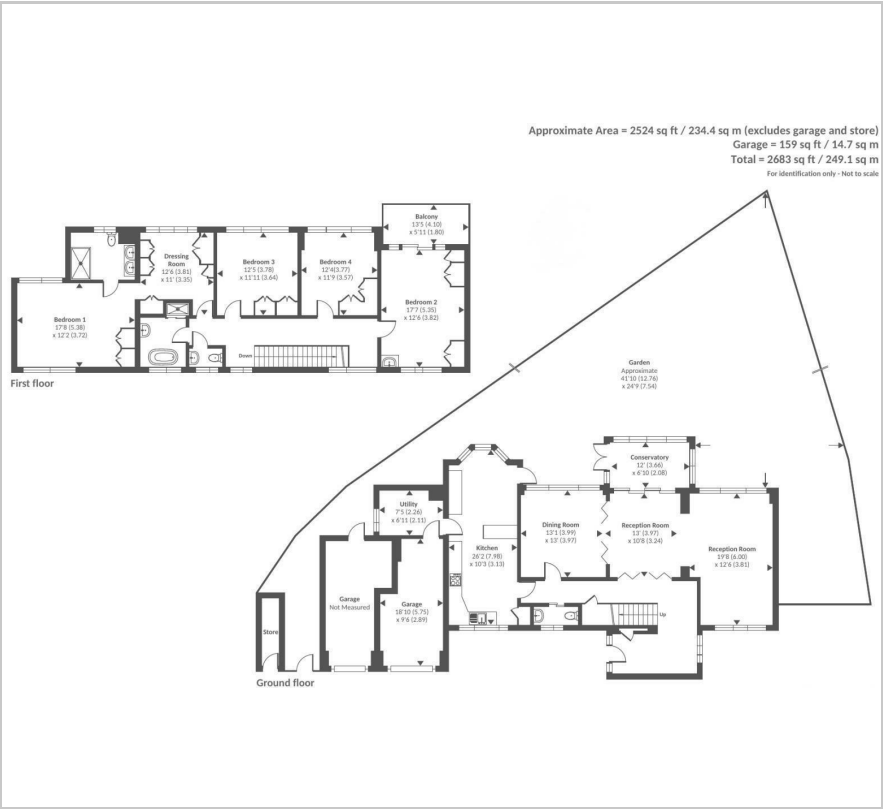 Approximate Area = 2524 sq ft / 234.4 sq m (excludes garage and store)
Garage = 159 sq ft / 14.7 sq m
Total = 2683 sq ft / 249.1 sq m
For identification only - Not to scale
Balcony
13'5 (4.10)
x 5'11 (1.80)
Dressing
Room
12'6 (3.81)
x 11' (3.35)
Bedroom 3
12'5 (3.78)
x 11'11 (3.64)
Bedroom 4
12'4(3.77)
x 11'9 (3.57)
Bedroom 2
17'7 (5.35)
x 12'6 (3.82)
Bedroom 1
17'8 (5.38)
x 12'2 (3.72)
Down
First floor
Garden
Approximate
41'10 (12.76)
x 24'9 (7.54)
Conservatory
12' (3.66)
x 6'10 (2.08)
Utility
7'5 (2.26)
x 6'11 (2.11)
Dining Room
13'1 (3.99)
x 13' (3.97)
Reception Room
13' (3.97)
x 10'8 (3.24)
Kitchen
26'2 (7.98)
x 10'3 (3.13)
Reception Room
19'8 (6.00)
x 12'6 (3.81)
Garage
Not Measured
Garage
18'10 (5.75)
x 9'6 (2.89)
Up
Store
Ground floor